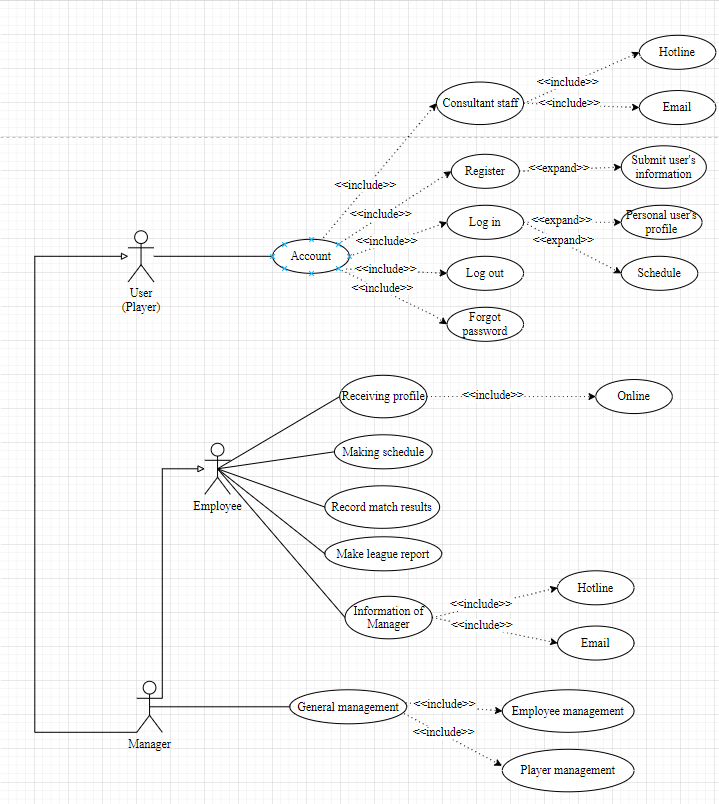 Hotline
<<include>>
Consultant staff
<<include>>
Email
<<include>>
Register
<<expand>>
Submit user's
information
<<include>>
Log in
<<expand>>
Personal user's
profile
<<include>>
<<expand>>
Account
<<include>>
Log out
Schedule
<<include>>
User
(Player)
Forgot
password
Receiving profile
<<include>>
Online
Making schedule
Employee
Record match results
Make league report
Hotline
<<include>>
Information of
Manager
<<include>>
Email
Manager
General management
<<include>>
Employee management
<<include>>
Player management